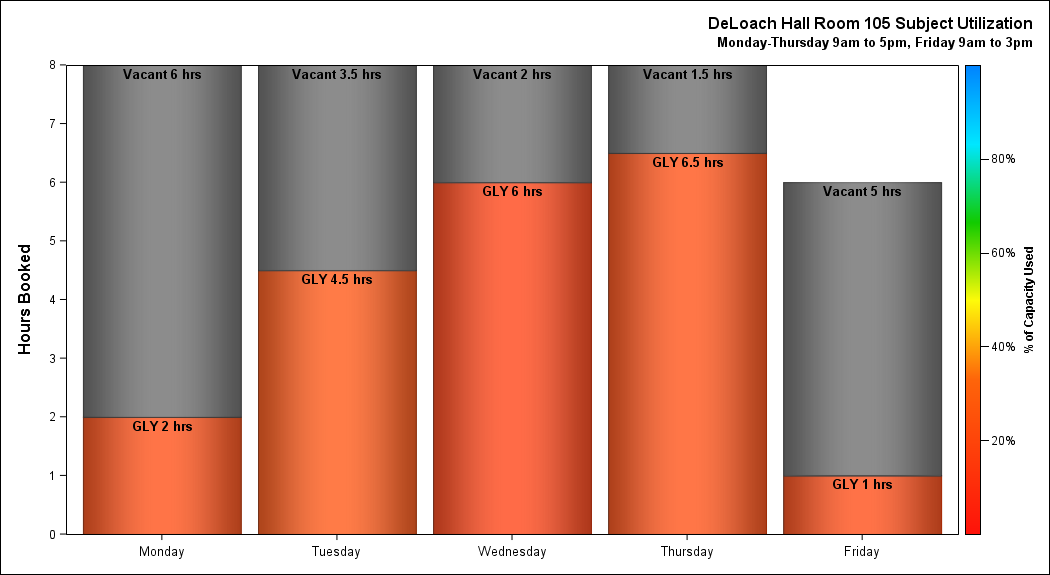 DeLoach Hall Room 105 Subject Utilization
Monday-Thursday 9am to 5pm, Friday 9am to 3pm
Hours Booked
8
7
6
5
4
3
2
1
0
Vacant 6 hrs
GLY 2 hrs
Vacant 3.5 hrs
GLY 4.5 hrs
Vacant 2 hrs
GLY 6 hrs
Vacant 1.5 hrs
GLY 6.5 hrs
Vacant 5 hrs
GLY 1 hrs
Monday
Tuesday
Wednesday
Thursday
Friday
80%
60%
40%
20%
% of Capacity Used